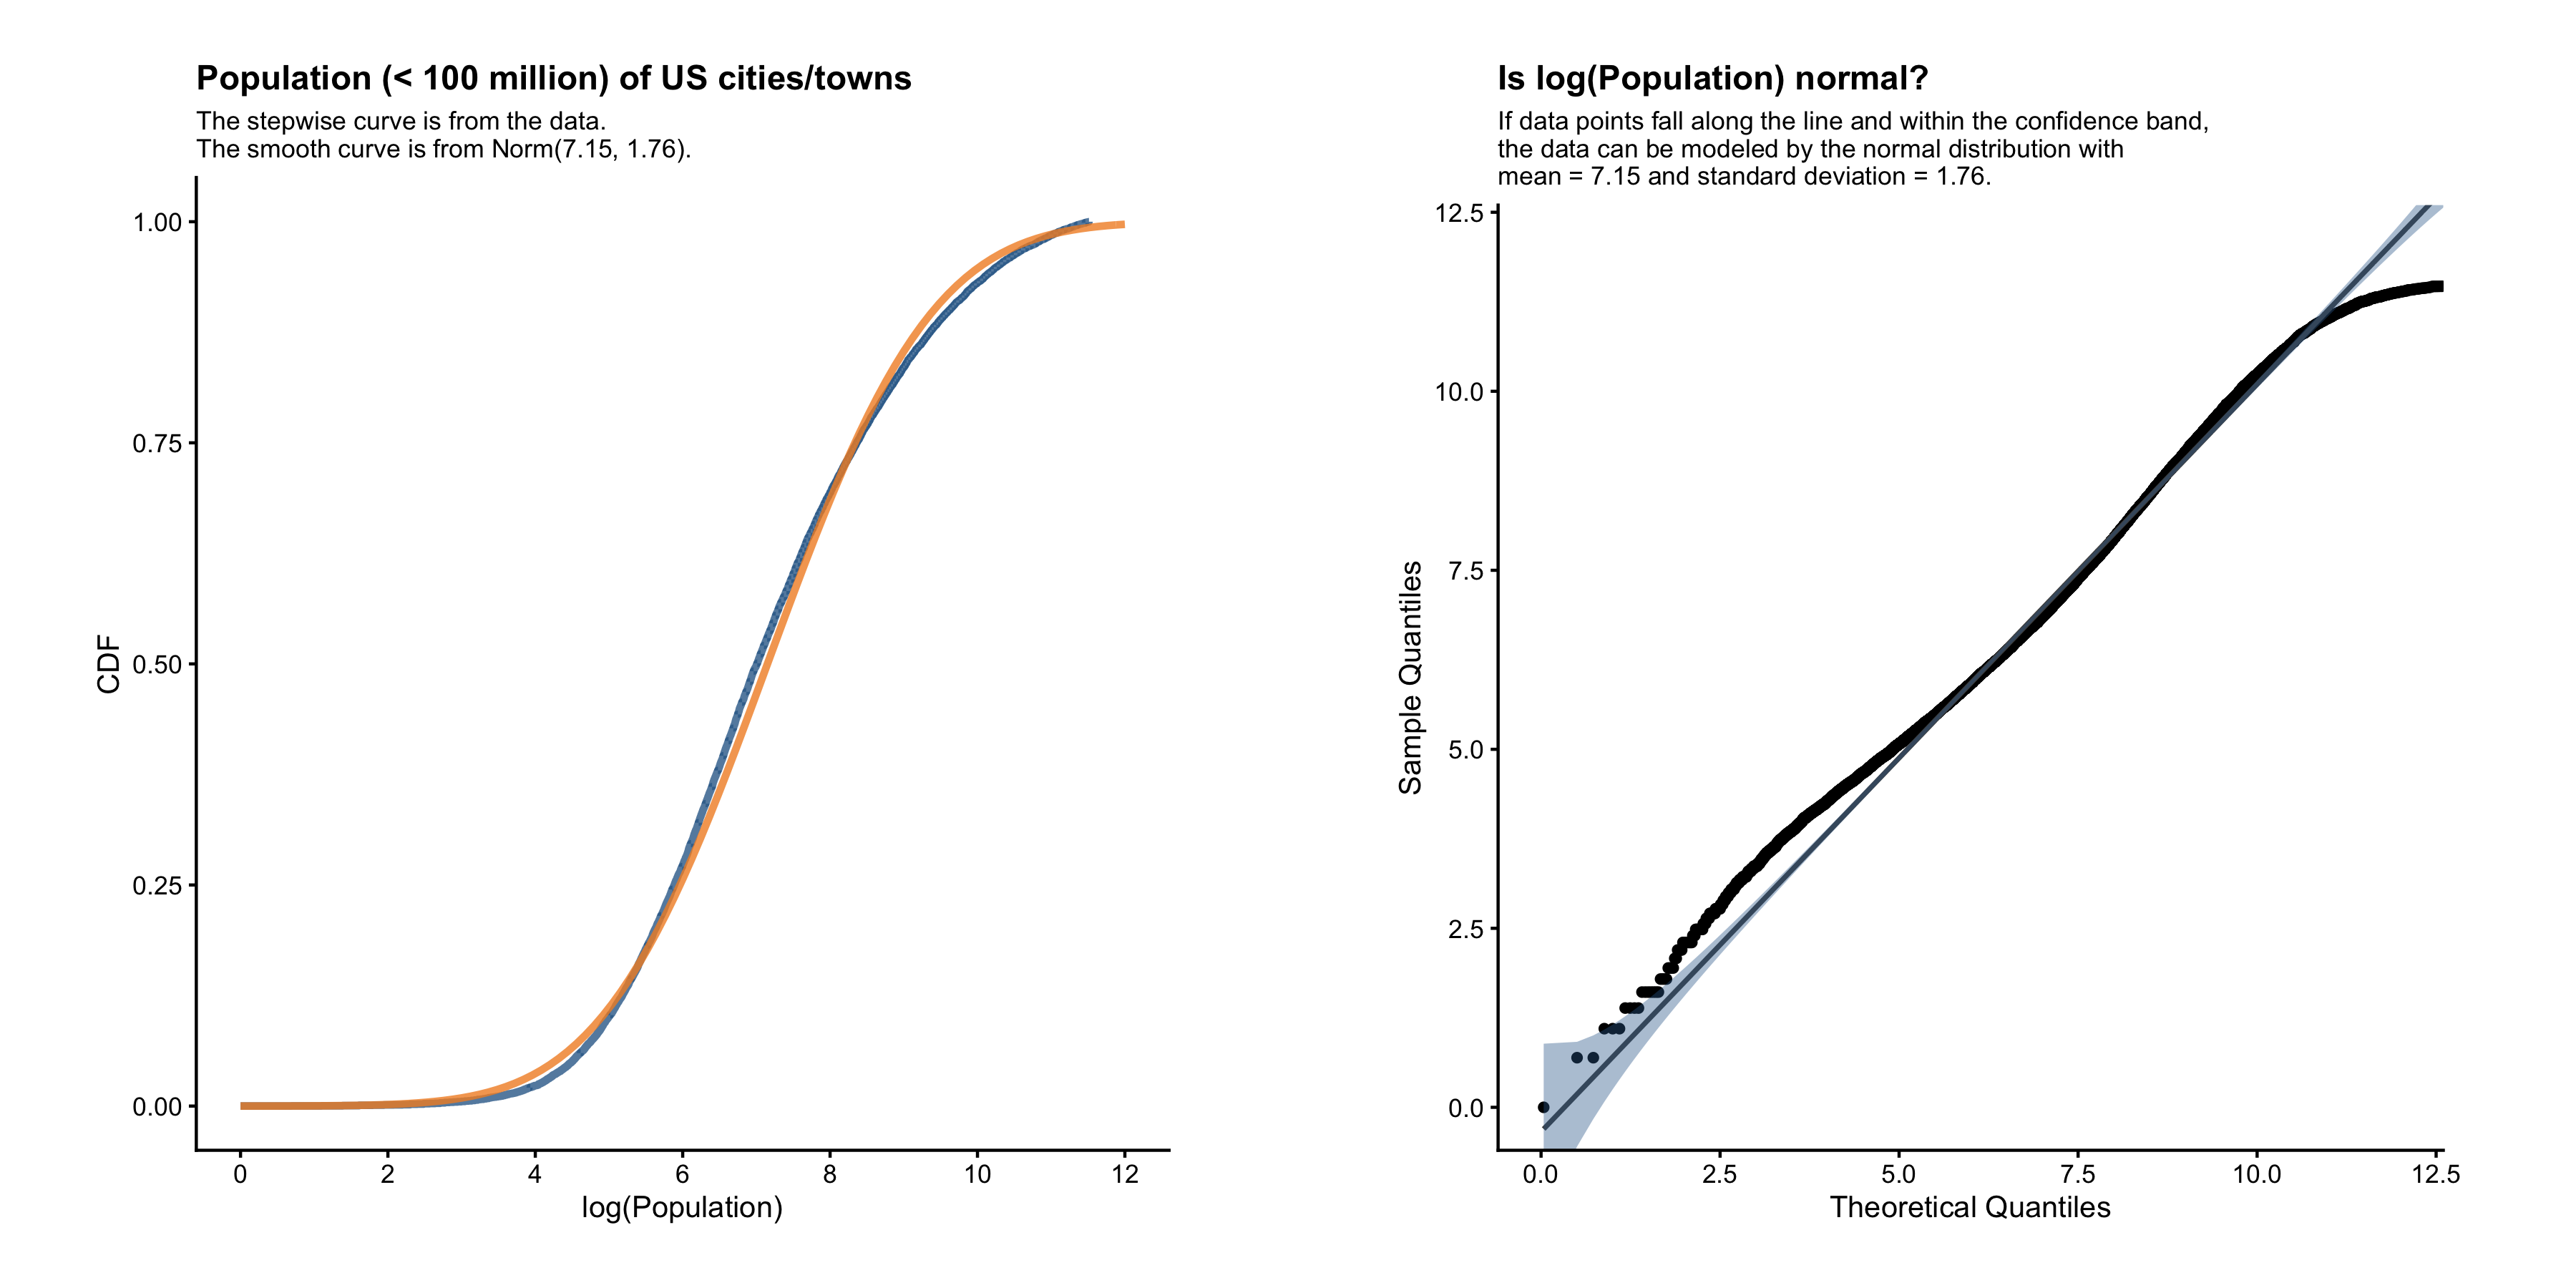 Population (< 100 million) of US cities/towns
The stepwise curve is from the data.
The smooth curve is from Norm(7.15, 1.76).
1.00
0.75
0.50
0.25
0.00
CDF
0 2 4 6 8 10 12
log(Population)
Is log(Population) normal?
If data points fall along the line and within the confidence band,
the data can be modeled by the normal distribution with
mean = 7.15 and standard deviation = 1.76.
12.5
10.0
7.5
5.0
2.5
0.0
Sample Quantiles
0.0 2.5 5.0 7.5 10.0 12.5
Theoretical Quantiles